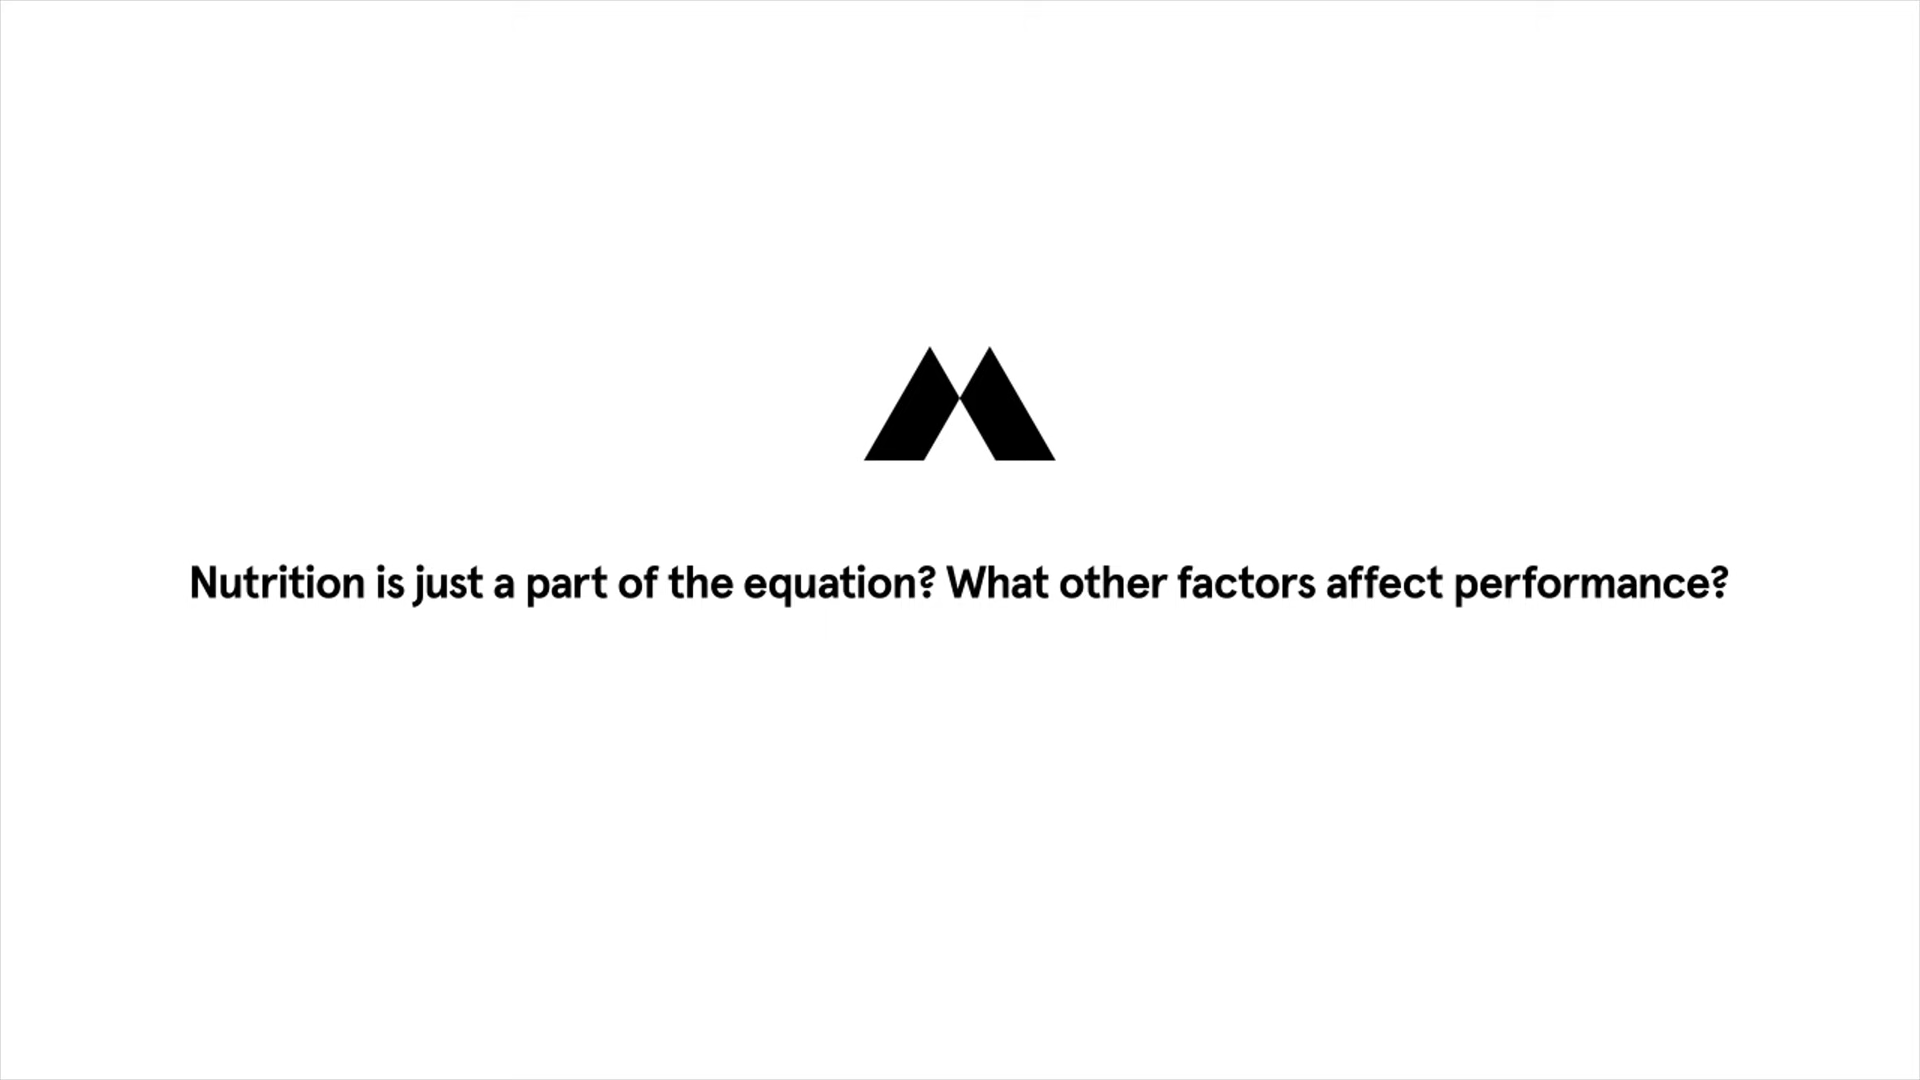 Nutrition is just a part of the equation? What other factors affect performance?